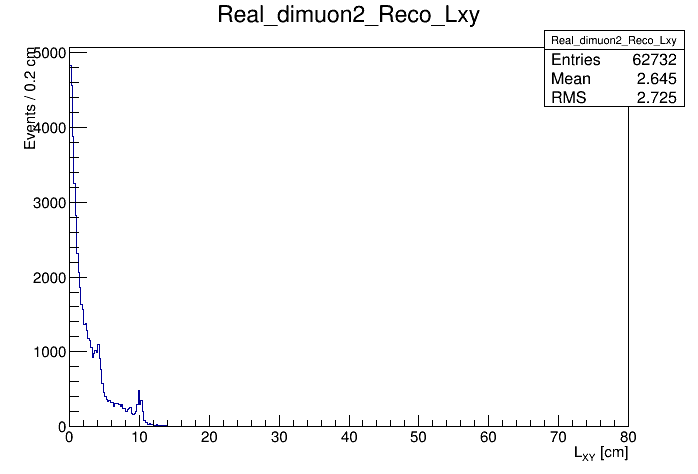 Real_dimuon2_Reco_Lxy
Real_dimuon2_Reco_Lxy
Entries 62732
Mean 2.645
RMS 2.725
Events / 0.2 cm
5000
4000
3000
2000
1000
0
0 10 20 30 40 50 60 70 80
L_XY [cm]